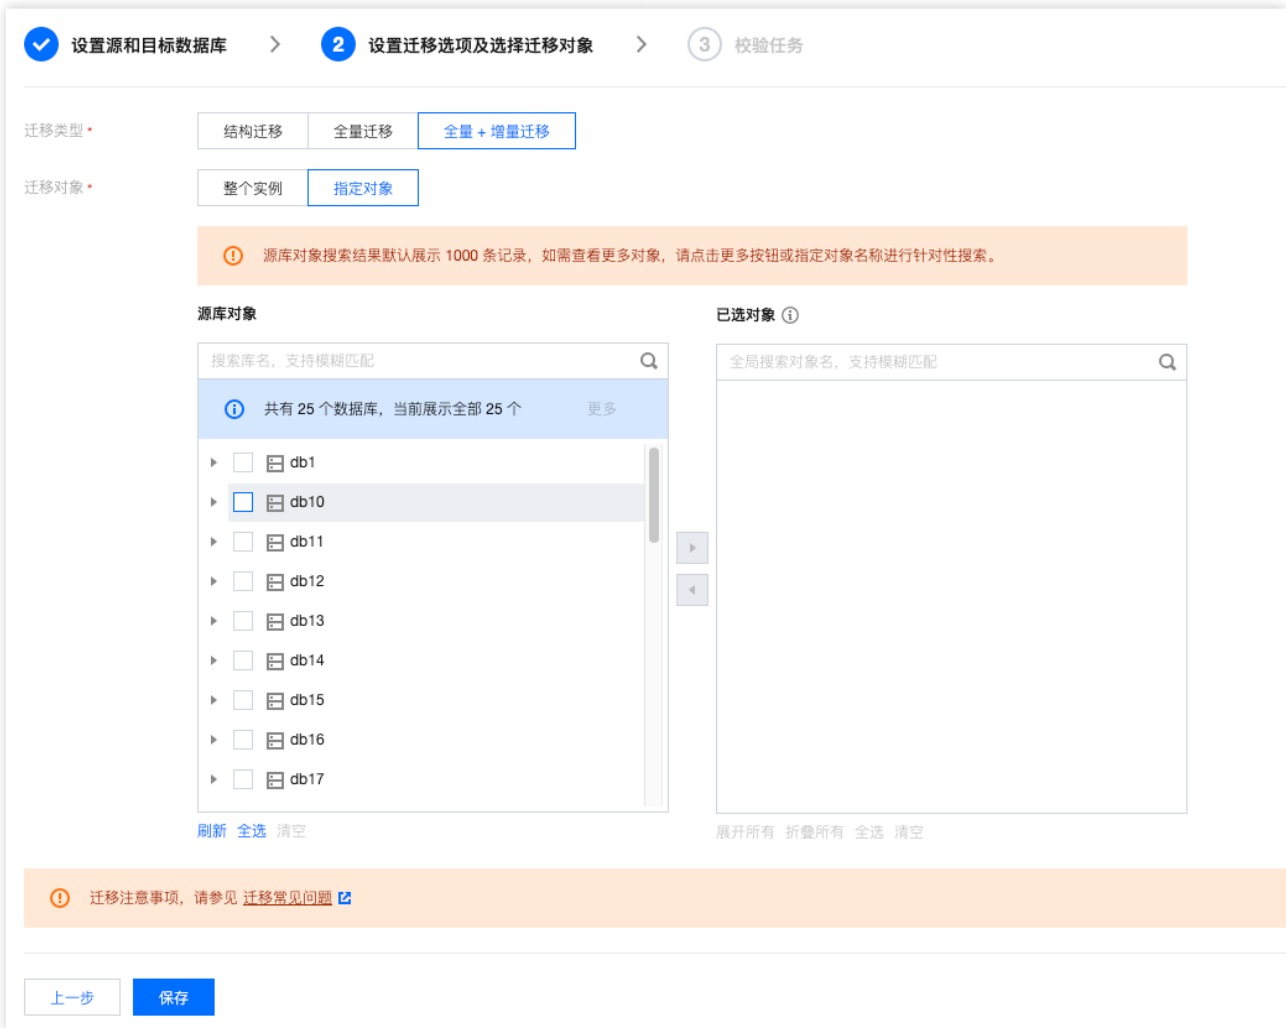 设置源和目标数据库 > 2 设置迁移选项及选择迁移对象 > 3 校验任务
迁移类型 * 结构迁移 全量迁移 全量 + 增量迁移
迁移对象 * 整个实例 指定对象
源库对象搜索结果默认展示 1000 条记录，如需查看更多对象，请点击更多按钮或指定对象名称进行针对性搜索。
源库对象
搜索库名，支持模糊匹配
共有 25 个数据库，当前展示全部 25 个 更多
db1
db10
db11
db12
db13
db14
db15
db16
db17
刷新 全选 清空
已选对象
全局搜索对象名，支持模糊匹配
展开所有 折叠所有 全选 清空
迁移注意事项，请参见 迁移常见问题
上一步 保存